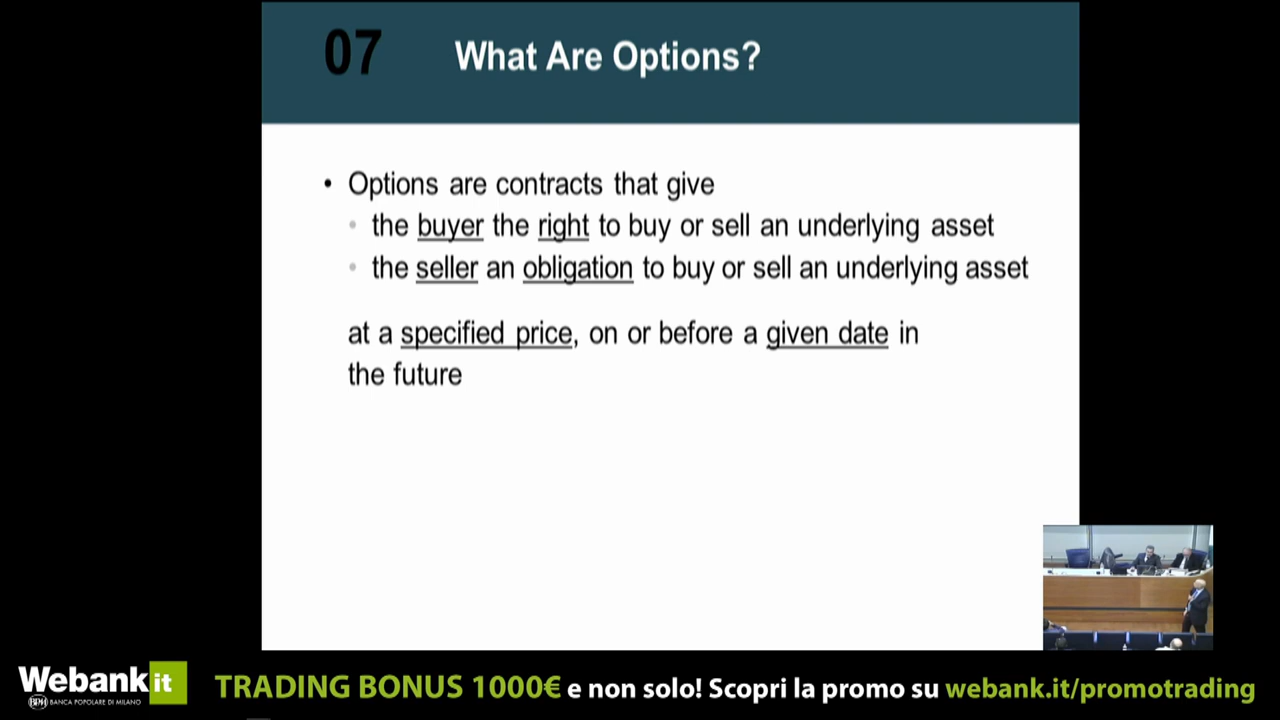 07
What Are Options?
• Options are contracts that give
• the buyer the right to buy or sell an underlying asset
• the seller an obligation to buy or sell an underlying asset
at a specified price, on or before a given date in
the future
Webank it
BPM BANCA POPOLARE DI MILANO
TRADING BONUS 1000€ e non solo! Scopri la promo su webank.it/promotrading